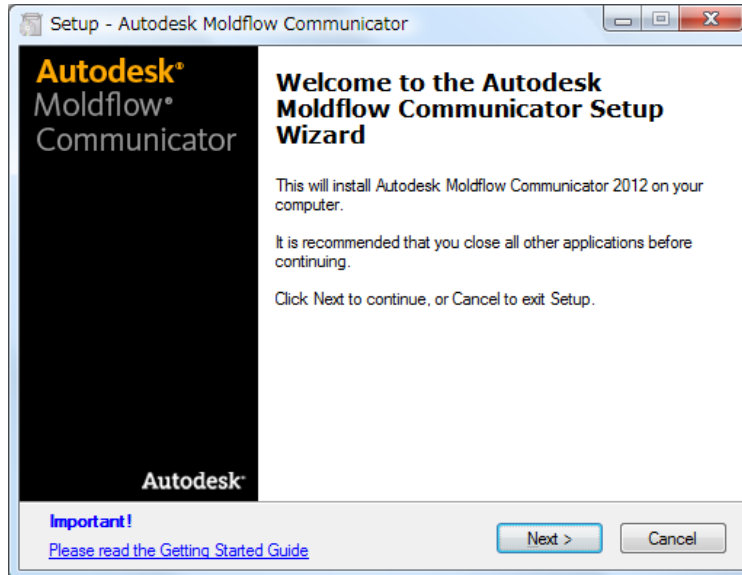 Setup - Autodesk Moldflow Communicator
Autodesk®
Moldflow®
Communicator
Welcome to the Autodesk
Moldflow Communicator Setup
Wizard
This will install Autodesk Moldflow Communicator 2012 on your
computer.
It is recommended that you close all other applications before
continuing.
Click Next to continue, or Cancel to exit Setup.
Autodesk®
Important!
Please read the Getting Started Guide
Next >
Cancel